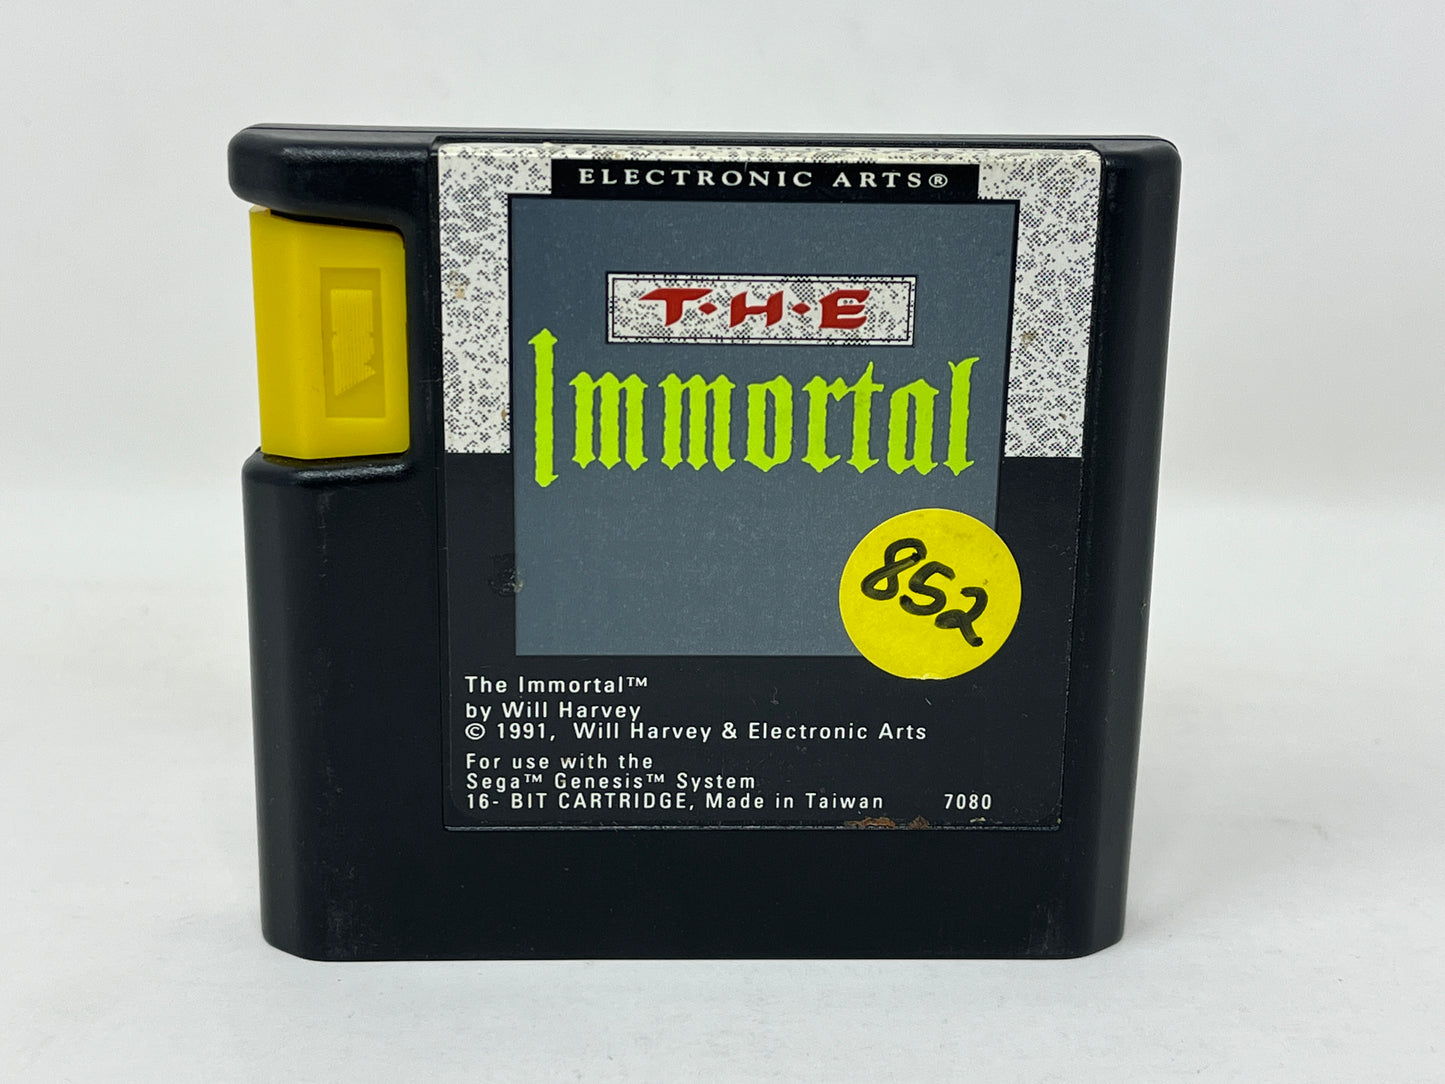 ELECTRONIC ARTS®
T·H·E
Immortal
852
The Immortal™
by Will Harvey
© 1991, Will Harvey & Electronic Arts
For use with the
Sega™ Genesis™ System
16- BIT CARTRIDGE, Made in Taiwan 7080